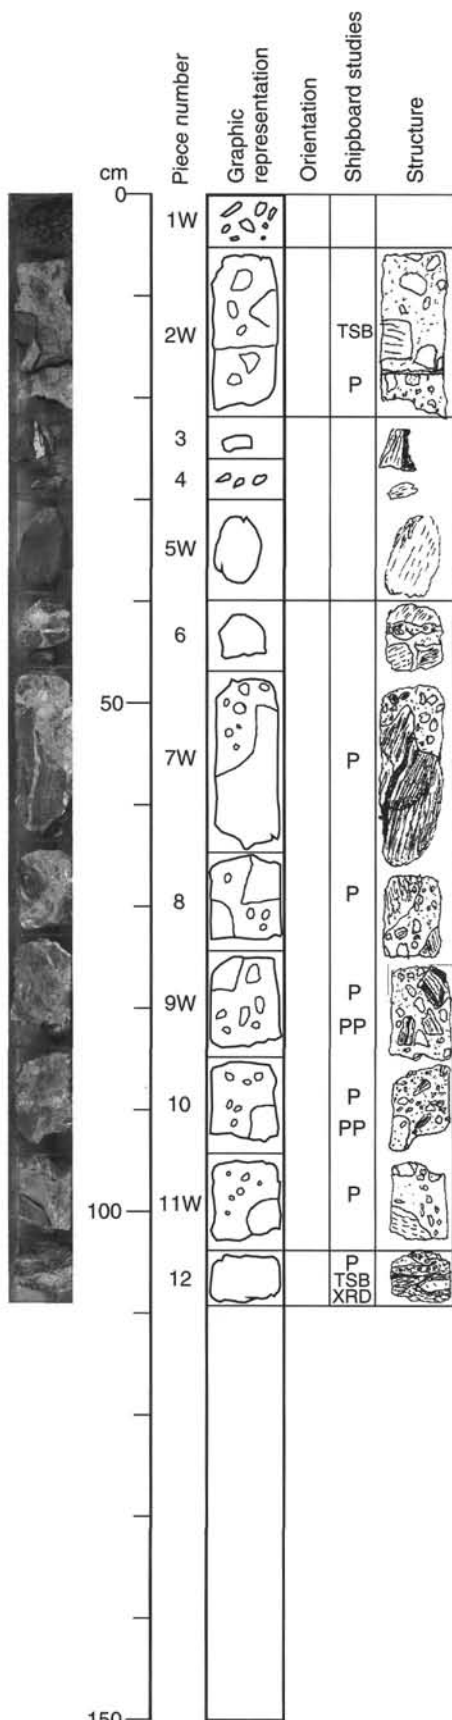 cm
Piece number
Graphic
representation
Orientation
Shipboard studies
Structure
0
1W
2W
TSB
P
3
4
5W
6
50
7W
P
8
P
9W
P
PP
10
P
PP
100
11W
P
12
P
TSB
XRD
150